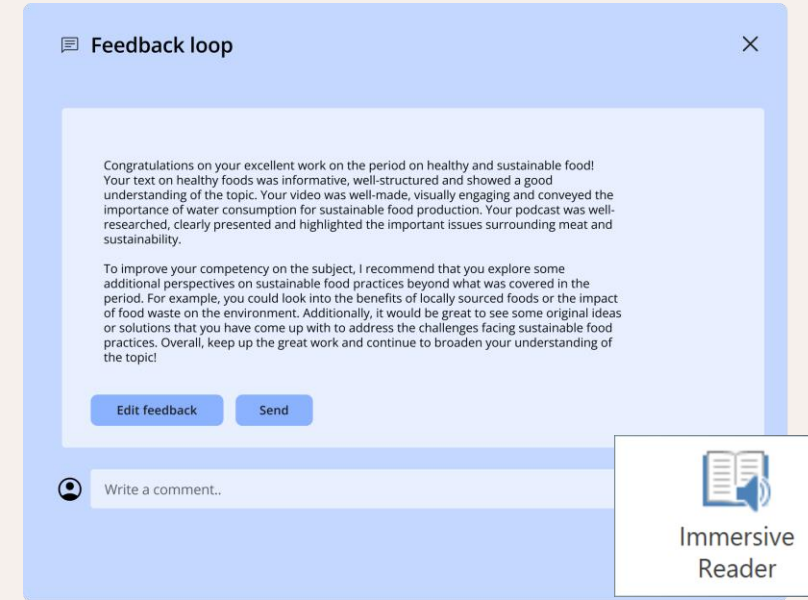 Feedback loop
Congratulations on your excellent work on the period on healthy and sustainable food!
Your text on healthy foods was informative, well-structured and showed a good
understanding of the topic. Your video was well-made, visually engaging and conveyed the
importance of water consumption for sustainable food production. Your podcast was well-
researched, clearly presented and highlighted the important issues surrounding meat and
sustainability.
To improve your competency on the subject, I recommend that you explore some
additional perspectives on sustainable food practices beyond what was covered in the
period. For example, you could look into the benefits of locally sourced foods or the impact
of food waste on the environment. Additionally, it would be great to see some original ideas
or solutions that you have come up with to address the challenges facing sustainable food
practices. Overall, keep up the great work and continue to broaden your understanding of
the topic!
Edit feedback
Send
Write a comment..
Immersive
Reader